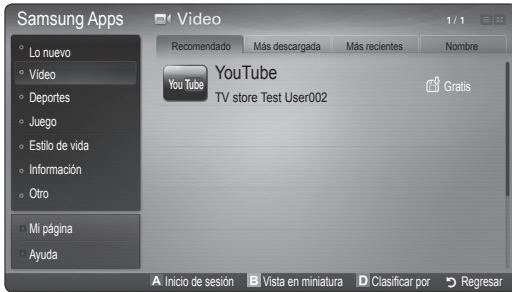 Samsung Apps
Video
1 / 1
Lo nuevo
Vídeo
Deportes
Juego
Estilo de vida
Información
Otro
Mi página
Ayuda
Recomendado Más descargada Más recientes Nombre
You Tube
YouTube
TV store Test User002
Gratis
A Inicio de sesión B Vista en miniatura D Clasificar por Regresar